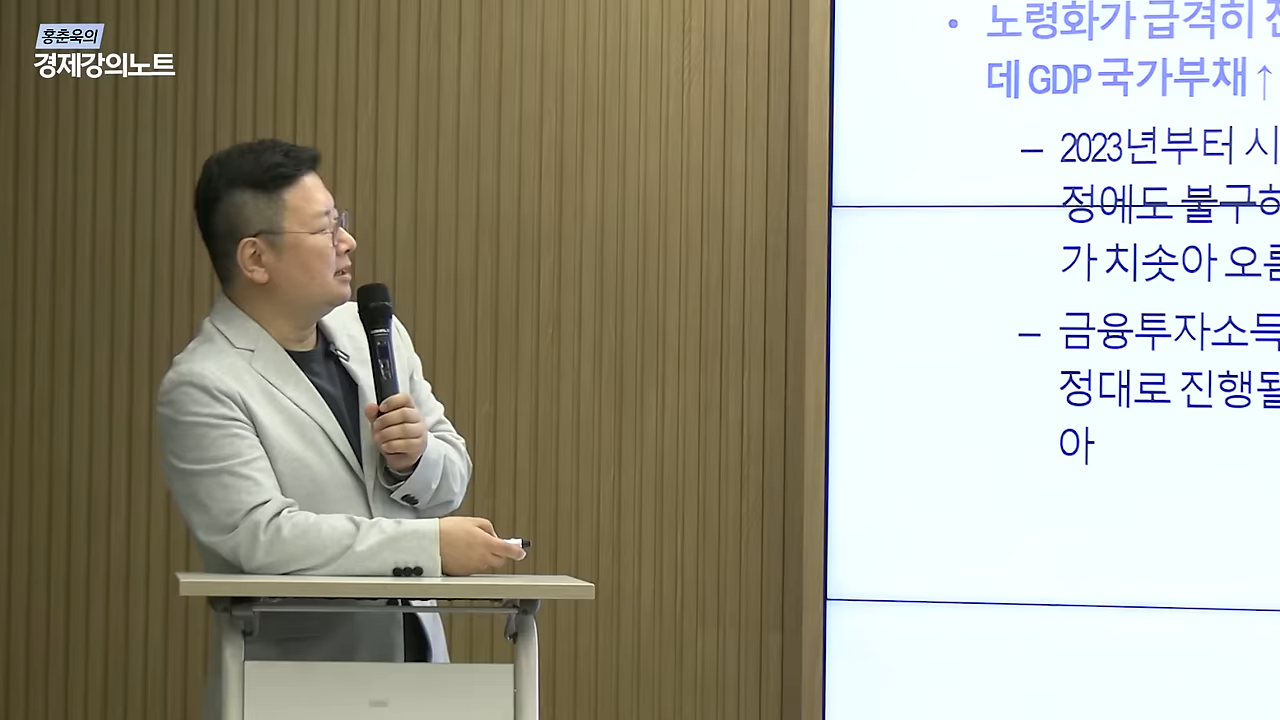 홍춘욱의
경제강의노트
• 노령화가 급격히
데 GDP 국가부채 ↑
– 2023년부터 시
정에도 불구하
가 치솟아 오름
– 금융투자소득
정대로 진행될
아